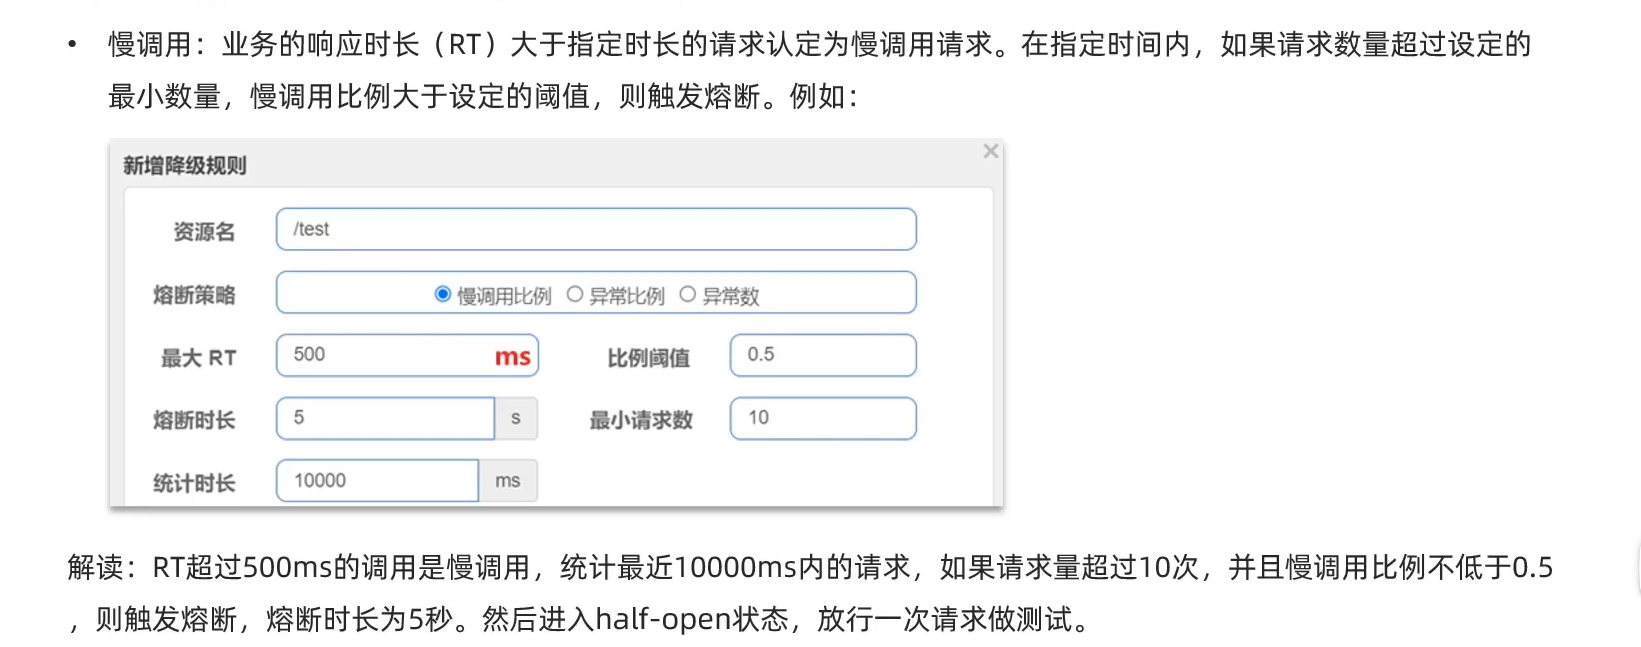 • 慢调用：业务的响应时长（RT）大于指定时长的请求认定为慢调用请求。在指定时间内，如果请求数量超过设定的
最小数量，慢调用比例大于设定的阈值，则触发熔断。例如：
新增降级规则 ×
资源名 /test
熔断策略 慢调用比例 异常比例 异常数
最大 RT 500 ms 比例阈值 0.5
熔断时长 5 s 最小请求数 10
统计时长 10000 ms
解读：RT超过500ms的调用是慢调用，统计最近10000ms内的请求，如果请求量超过10次，并且慢调用比例不低于0.5
，则触发熔断，熔断时长为5秒。然后进入half-open状态，放行一次请求做测试。